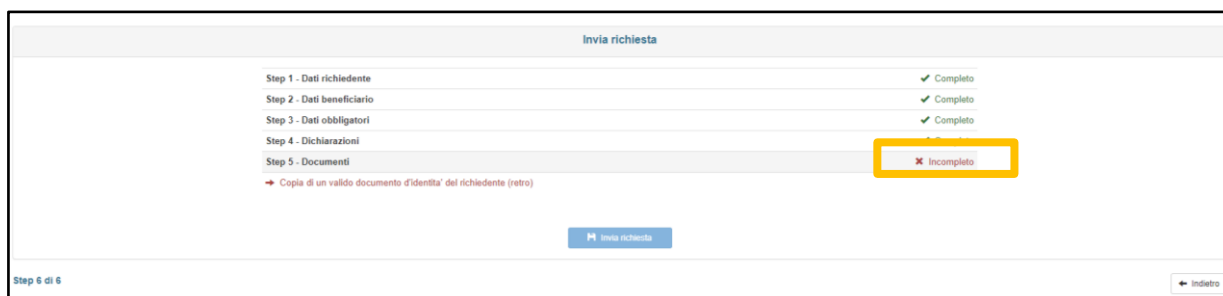 Invia richiesta
Step 1 - Dati richiedente ✔ Completo
Step 2 - Dati beneficiario ✔ Completo
Step 3 - Dati obbligatori ✔ Completo
Step 4 - Dichiarazioni
Step 5 - Documenti ✖ Incompleto
➔ Copia di un valido documento d'identita' del richiedente (retro)
Invia richiesta
Step 6 di 6
← Indietro